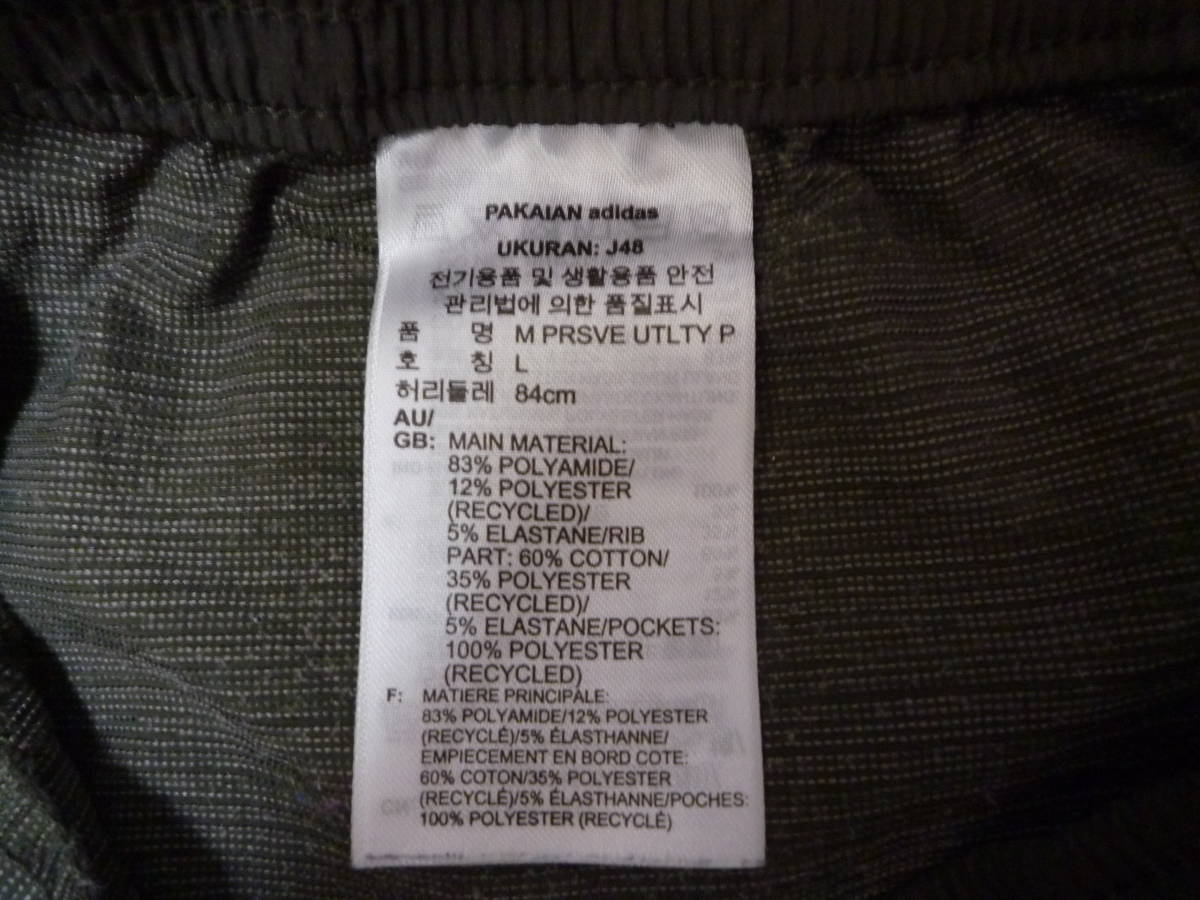 PAKAIAN adidas
UKURAN: J48
전기용품 및 생활용품 안전
관리법에 의한 품질표시
품 명 M PRSVE UTLTY P
호 칭 L
허리둘레 84cm
AU/
GB: MAIN MATERIAL:
83% POLYAMIDE/
12% POLYESTER
(RECYCLED)/
5% ELASTANE/RIB
PART: 60% COTTON/
35% POLYESTER
(RECYCLED)/
5% ELASTANE/POCKETS:
100% POLYESTER
(RECYCLED)
F: MATIERE PRINCIPALE:
83% POLYAMIDE/12% POLYESTER
(RECYCLÉ)/5% ÉLASTHANNE/
EMPIECEMENT EN BORD COTE:
60% COTON/35% POLYESTER
(RECYCLÉ)/5% ÉLASTHANNE/POCHES:
100% POLYESTER (RECYCLÉ)